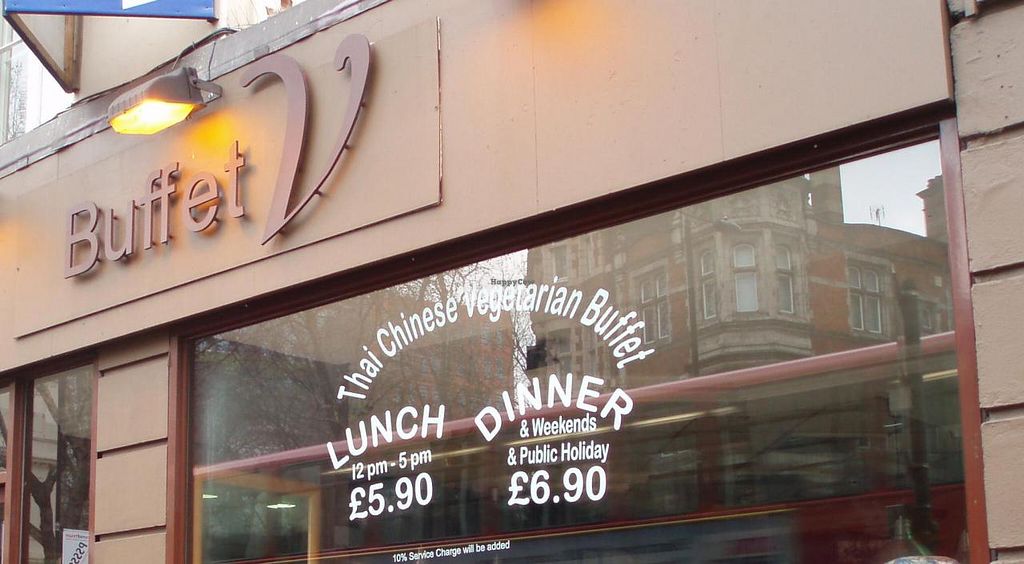 Buffet V
HappyCow
Thai Chinese Vegetarian Buffet
LUNCH
12 pm - 5 pm
£5.90
DINNER
& Weekends
& Public Holiday
£6.90
10% Service Charge will be added